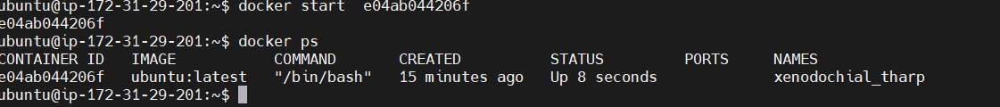 ubuntu@ip-172-31-29-201:~$ docker start  e04ab044206f
e04ab044206f
ubuntu@ip-172-31-29-201:~$ docker ps
CONTAINER ID   IMAGE           COMMAND       CREATED          STATUS         PORTS     NAMES
e04ab044206f   ubuntu:latest   "/bin/bash"   15 minutes ago   Up 8 seconds             xenodochial_tharp
ubuntu@ip-172-31-29-201:~$